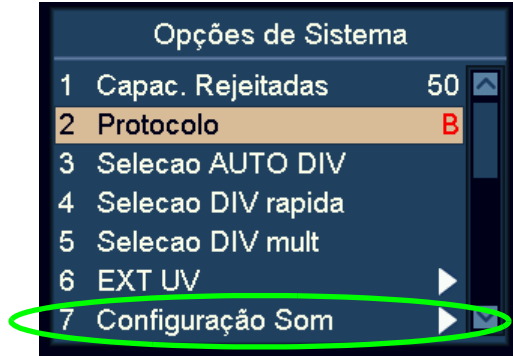 Opções de Sistema
1 Capac. Rejeitadas 50
2 Protocolo B
3 Selecao AUTO DIV
4 Selecao DIV rapida
5 Selecao DIV mult
6 EXT UV
7 Configuração Som